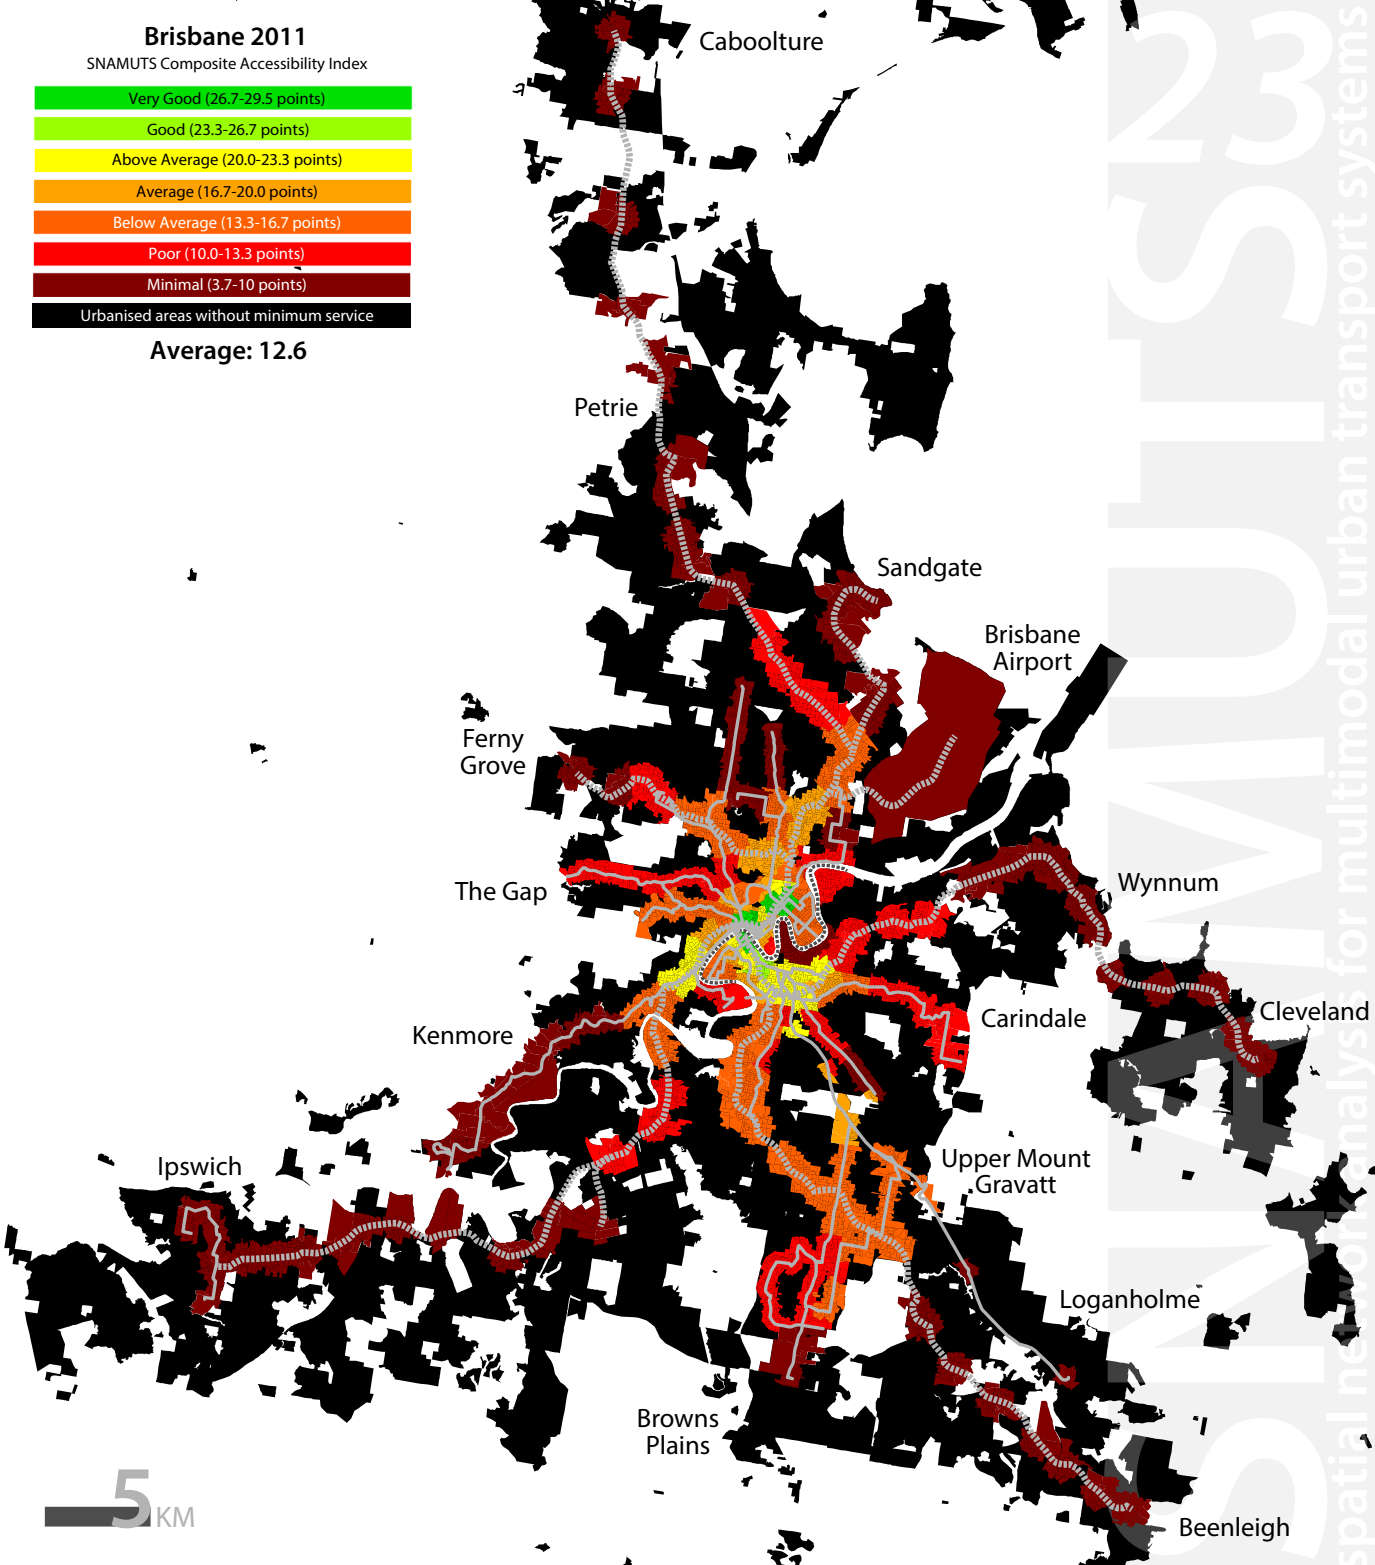 Brisbane 2011
SNAMUTS Composite Accessibility Index
Very Good (26.7-29.5 points)
Good (23.3-26.7 points)
Above Average (20.0-23.3 points)
Average (16.7-20.0 points)
Below Average (13.3-16.7 points)
Poor (10.0-13.3 points)
Minimal (3.7-10 points)
Urbanised areas without minimum service
Average: 12.6
Caboolture
Petrie
Sandgate
Brisbane
Airport
Ferny
Grove
The Gap
Wynnum
Kenmore
Carindale
Cleveland
Ipswich
Upper Mount
Gravatt
Loganholme
Browns
Plains
Beenleigh
5 KM
SNAMUTS 23
spatial network analysis for multimodal urban transport systems